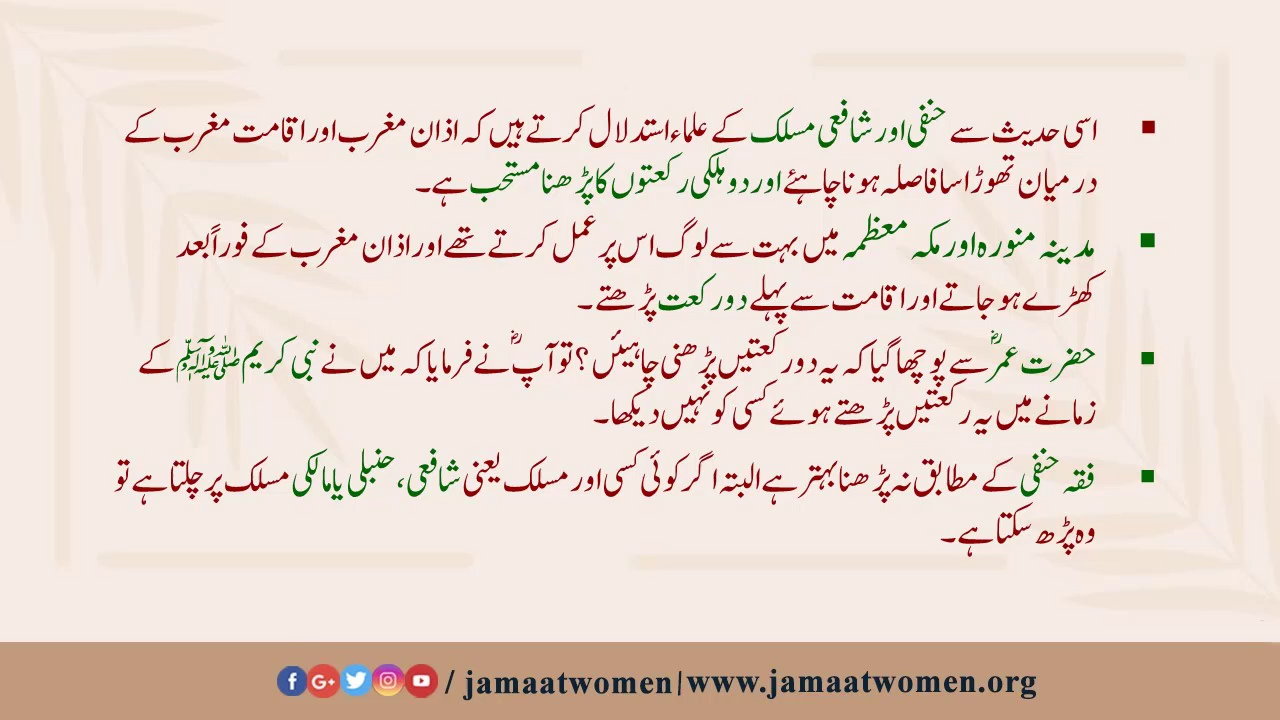 ▪ اسی حدیث سے حنفی اور شافعی مسلک کے علماء استدلال کرتے ہیں کہ اذان مغرب اور اقامت مغرب کے
درمیان تھوڑا سا فاصلہ ہونا چاہئے اور دو ہلکی رکعتوں کا پڑھنا مستحب ہے۔
▪ مدینہ منورہ اور مکہ معظمہ میں بہت سے لوگ اس پر عمل کرتے تھے اور اذان مغرب کے فوراً بعد
کھڑے ہو جاتے اور اقامت سے پہلے دو رکعت پڑھتے۔
▪ حضرت عمرؓ سے پوچھا گیا کہ یہ دو رکعتیں پڑھنی چاہیئں؟ تو آپؓ نے فرمایا کہ میں نے نبی کریم ﷺ کے
زمانے میں یہ رکعتیں پڑھتے ہوئے کسی کو نہیں دیکھا۔
▪ فقہ حنفی کے مطابق نہ پڑھنا بہتر ہے البتہ اگر کوئی کسی اور مسلک یعنی شافعی، حنبلی یا مالکی مسلک پر چلتا ہے تو
وہ پڑھ سکتا ہے۔
/ jamaatwomen|www.jamaatwomen.org